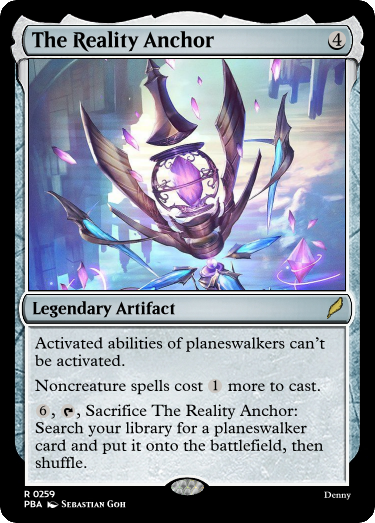 The Reality Anchor 4
Legendary Artifact
Activated abilities of planeswalkers can't
be activated.
Noncreature spells cost 1 more to cast.
6, , Sacrifice The Reality Anchor:
Search your library for a planeswalker
card and put it onto the battlefield, then
shuffle.
R 0259
PBA Sebastian Goh
Denny